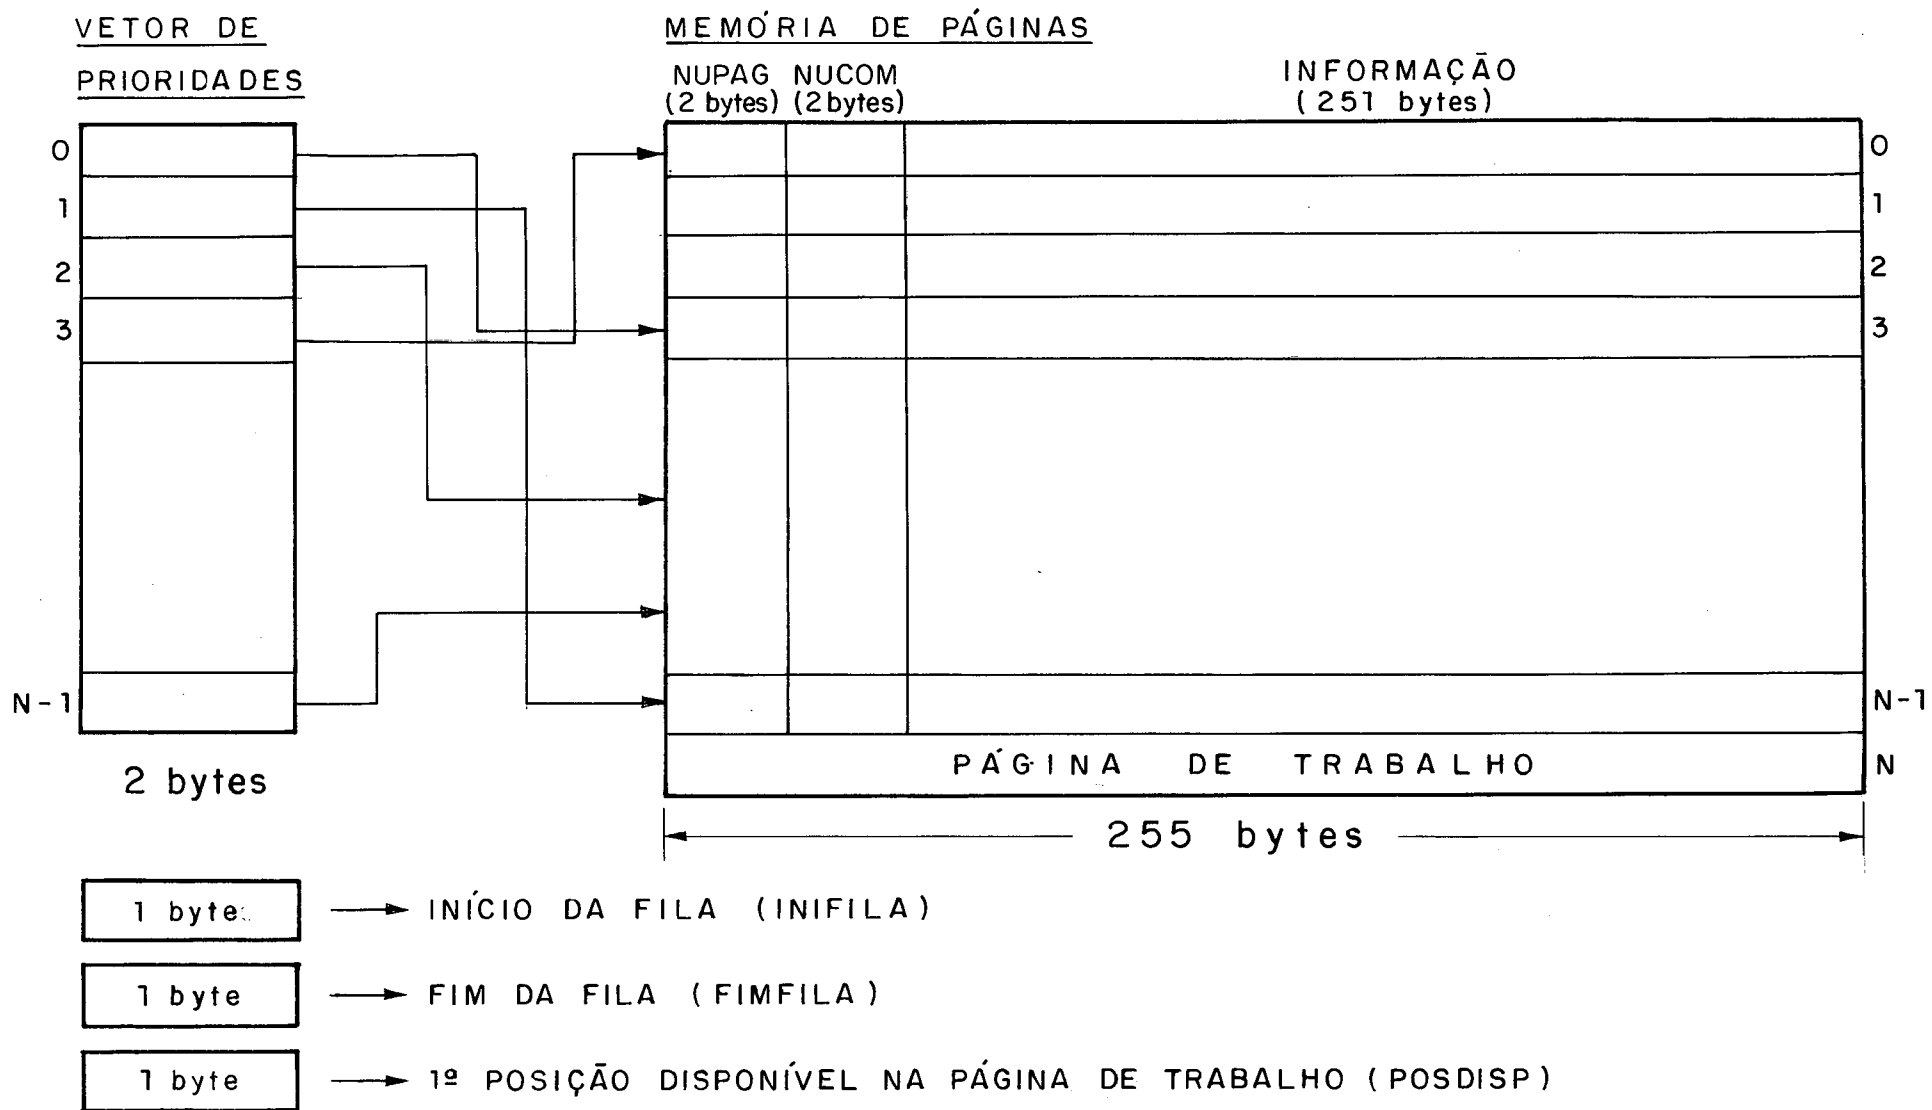 VETOR DE
PRIORIDADES
MEMÓRIA DE PÁGINAS
NUPAG NUCOM
(2 bytes) (2 bytes)
INFORMAÇÃO
(251 bytes)
0
1
2
3
N-1
2 bytes
0
1
2
3
N-1
PÁGINA DE TRABALHO N
255 bytes
1 byte INÍCIO DA FILA (INIFILA)
1 byte FIM DA FILA (FIMFILA)
1 byte 1ª POSIÇÃO DISPONÍVEL NA PÁGINA DE TRABALHO (POSDISP)